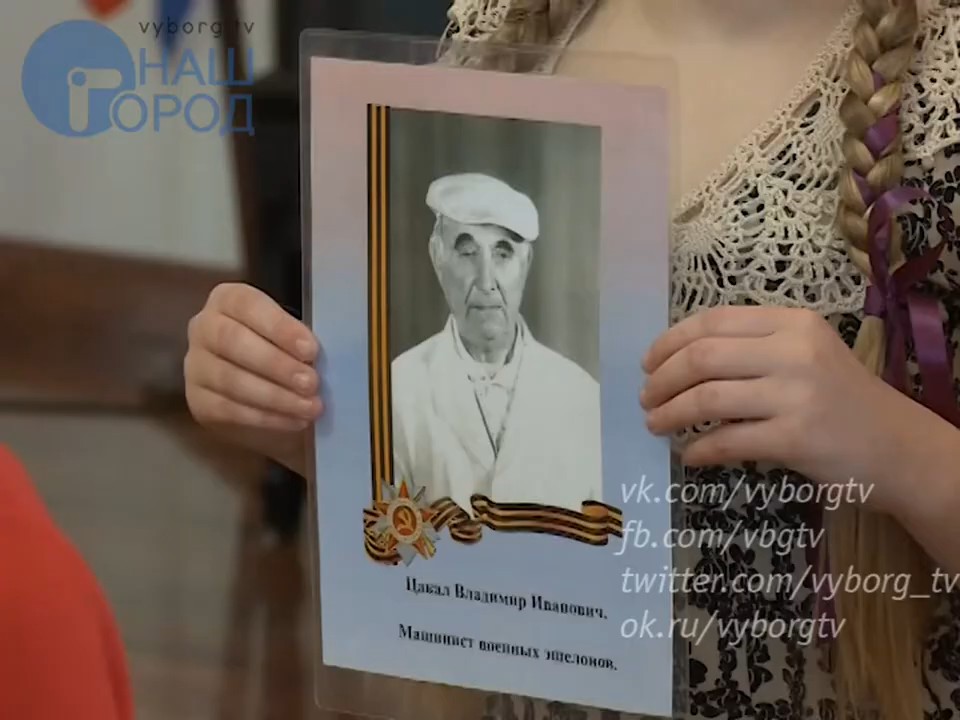 vyborg.tv
НАШ
ГОРОД
Цакал Владимир Иванович.
Машинист военных эшелонов.
vk.com/vyborgtv
fb.com/vbgtv
twitter.com/vyborg_tv
ok.ru/vyborgtv